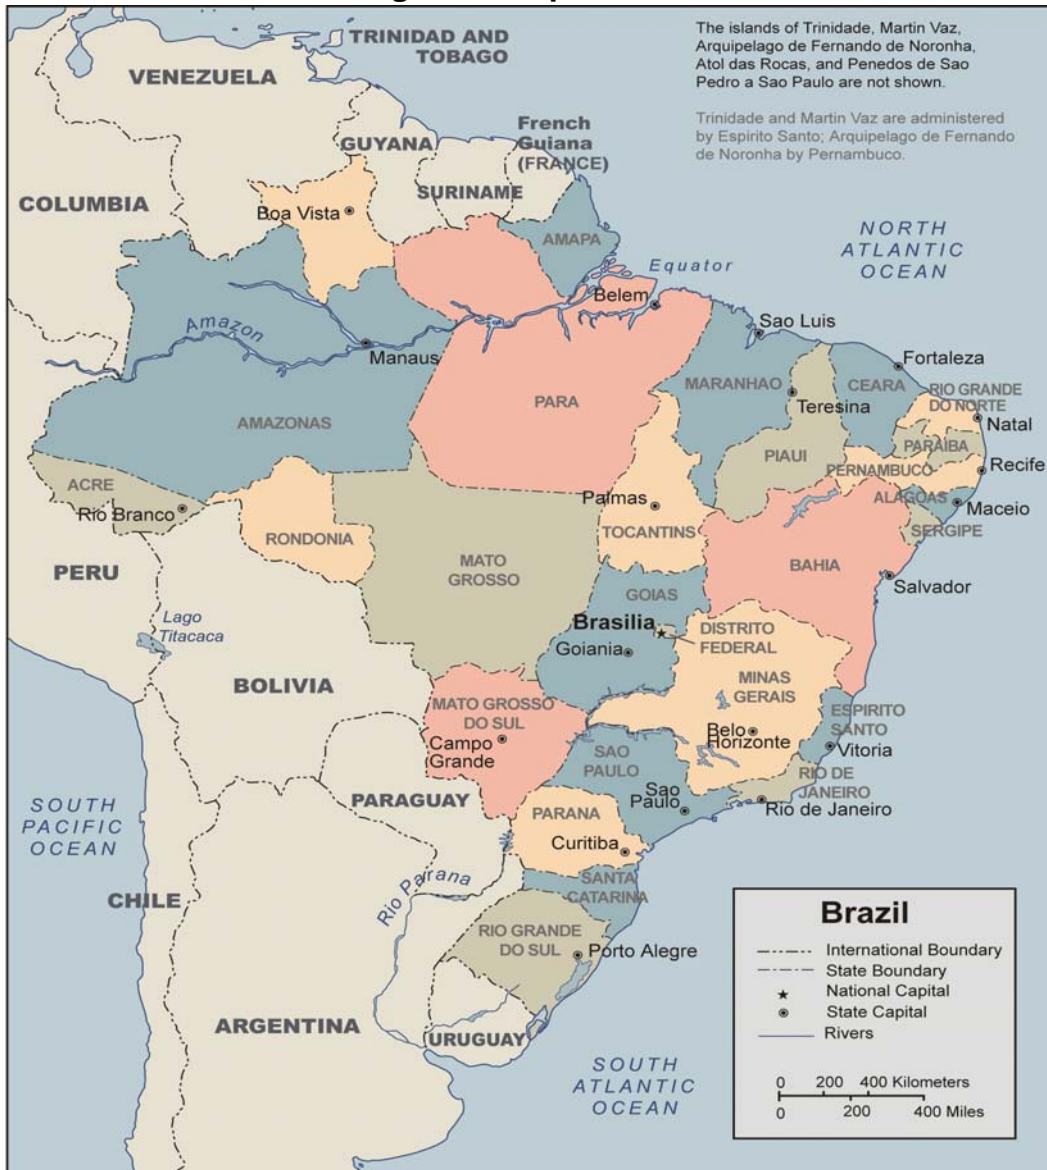 TRINIDAD AND
TOBAGO
The islands of Trinidade, Martin Vaz,
Arquipelago de Fernando de Noronha,
Atol das Rocas, and Penedos de Sao
Pedro a Sao Paulo are not shown.
Trinidade and Martin Vaz are administered
by Espirito Santo; Arquipelago de Fernando
de Noronha by Pernambuco.
VENEZUELA
GUYANA
French
Guiana
(FRANCE)
SURINAME
COLUMBIA
Boa Vista
AMAPA
NORTH
ATLANTIC
OCEAN
Equator
Belem
Amazon
Manaus
Sao Luis
Fortaleza
MARANHAO
CEARA
RIO GRANDE
DO NORTE
Teresina
Natal
PARA
AMAZONAS
PIAUI
PARAIBA
PERNAMBUCO
Recife
ACRE
Rio Branco
Palmas
ALAGOAS
Maceio
RONDONIA
TOCANTINS
SERGIPE
MATO
GROSSO
BAHIA
PERU
Salvador
GOIAS
Lago
Titacaca
Brasilia
DISTRITO
FEDERAL
Goiania
BOLIVIA
MINAS
GERAIS
MATO GROSSO
DO SUL
ESPIRITO
SANTO
Campo
Grande
Belo
Horizonte
Vitoria
SAO
PAULO
RIO DE
JANEIRO
Sao
Paulo
Rio de Janeiro
PARAGUAY
SOUTH
PACIFIC
OCEAN
PARANA
Curitiba
Rio Parana
SANTA
CATARINA
CHILE
RIO GRANDE
DO SUL
Porto Alegre
ARGENTINA
URUGUAY
SOUTH
ATLANTIC
OCEAN
Brazil
International Boundary
State Boundary
National Capital
State Capital
Rivers
0 200 400 Kilometers
0 200 400 Miles